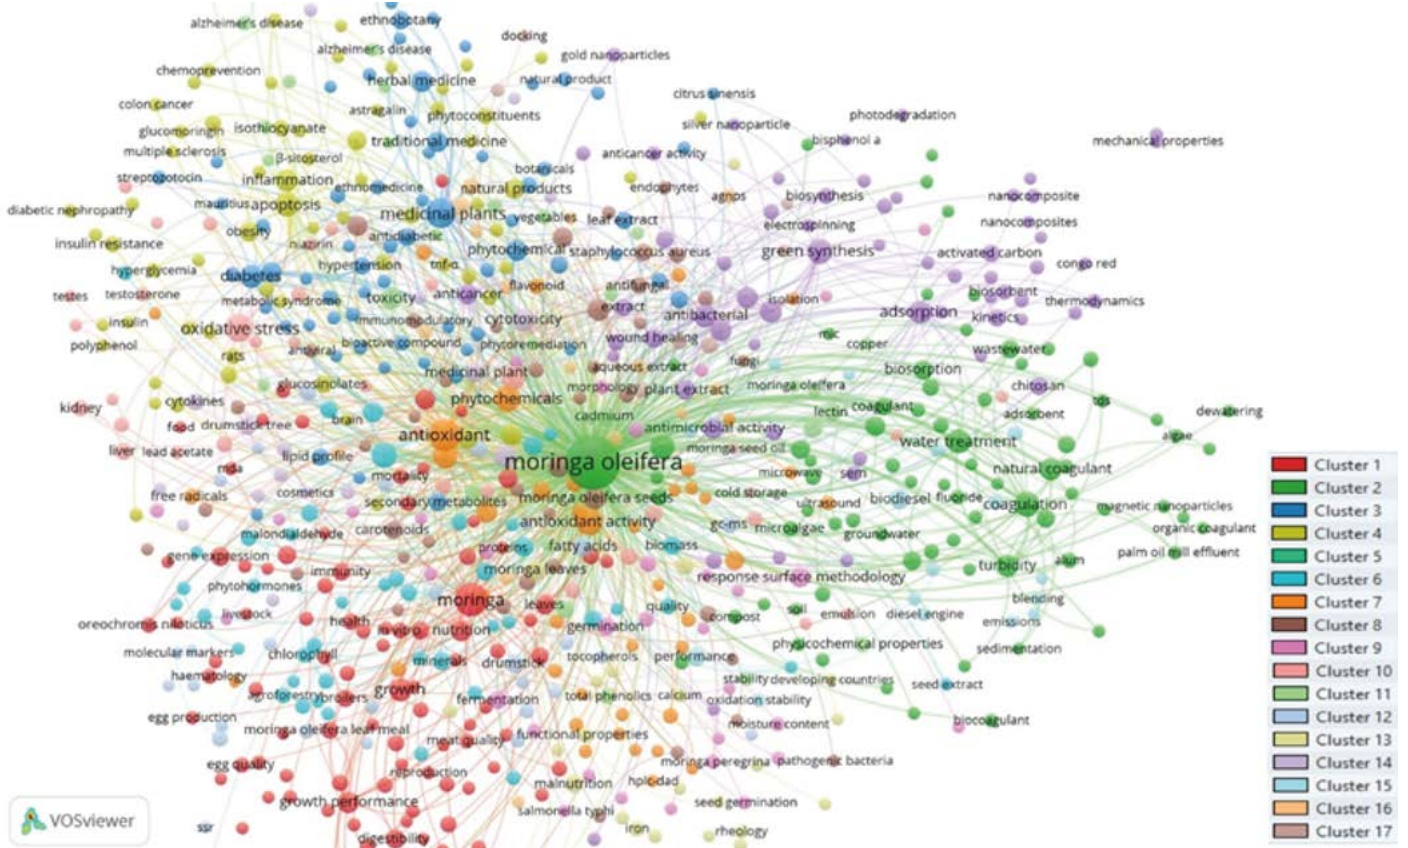 alzheimer's disease
ethnobotany
docking
alzheimer's disease
gold nanoparticles
chemoprevention
herbal medicine
natural product
citrus sinensis
colon cancer
astragalin
phytoconstituents
photodegradation
glucomoringin
isothiocyanate
silver nanoparticle
traditional medicine
bisphenol a
mechanical properties
multiple sclerosis
β-sitosterol
anticancer activity
streptozotocin
inflammation
ethnomedicine
botanicals
natural products
endophytes
agnps
biosynthesis
nanocomposite
diabetic nephropathy
mauritius
apoptosis
medicinal plants
vegetables
leaf extract
electrospinning
nanocomposites
insulin resistance
obesity
niazirin
antidiabetic
phytochemical
staphylococcus aureus
green synthesis
activated carbon
hyperglycemia
diabetes
hypertension
tnf-α
congo red
testes
testosterone
metabolic syndrome
toxicity
anticancer
flavonoid
antifungal
isolation
biosorbent
thermodynamics
insulin
oxidative stress
immunomodulatory
cytotoxicity
extract
antibacterial
adsorption
kinetics
polyphenol
rats
antiviral
bioactive compound
phytoremediation
wound healing
mic
copper
wastewater
glucosinolates
medicinal plant
aqueous extract
fungi
biosorption
kidney
cytokines
phytochemicals
morphology
plant extract
moringa oleifera
chitosan
tds
food
drumstick tree
brain
cadmium
lectin
coagulant
adsorbent
dewatering
antioxidant
antimicrobial activity
water treatment
algae
liver
lead acetate
lipid profile
moringa oleifera
moringa seed oil
mda
mortality
microwave
sem
natural coagulant
free radicals
cosmetics
secondary metabolites
moringa oleifera seeds
cold storage
ultrasound
biodiesel
fluoride
coagulation
magnetic nanoparticles
malondialdehyde
carotenoids
antioxidant activity
gc-ms
microalgae
groundwater
organic coagulant
gene expression
proteins
fatty acids
biomass
palm oil mill effluent
immunity
moringa leaves
response surface methodology
turbidity
alum
phytohormones
moringa
leaves
quality
blending
livestock
compost
soil
emulsion
diesel engine
oreochromis niloticus
health
in vitro
nutrition
germination
emissions
molecular markers
chlorophyll
minerals
drumstick
tocopherols
performance
physicochemical properties
sedimentation
haematology
agroforestry
broilers
growth
fermentation
total phenolics
calcium
stability
developing countries
oxidation stability
seed extract
egg production
moringa oleifera leaf meal
meat quality
functional properties
moisture content
biocoagulant
egg quality
reproduction
malnutrition
hplc-dad
moringa peregrina
pathogenic bacteria
growth performance
salmonella typhi
seed germination
ssr
digestibility
iron
rheology
VOSviewer
Cluster 1
Cluster 2
Cluster 3
Cluster 4
Cluster 5
Cluster 6
Cluster 7
Cluster 8
Cluster 9
Cluster 10
Cluster 11
Cluster 12
Cluster 13
Cluster 14
Cluster 15
Cluster 16
Cluster 17